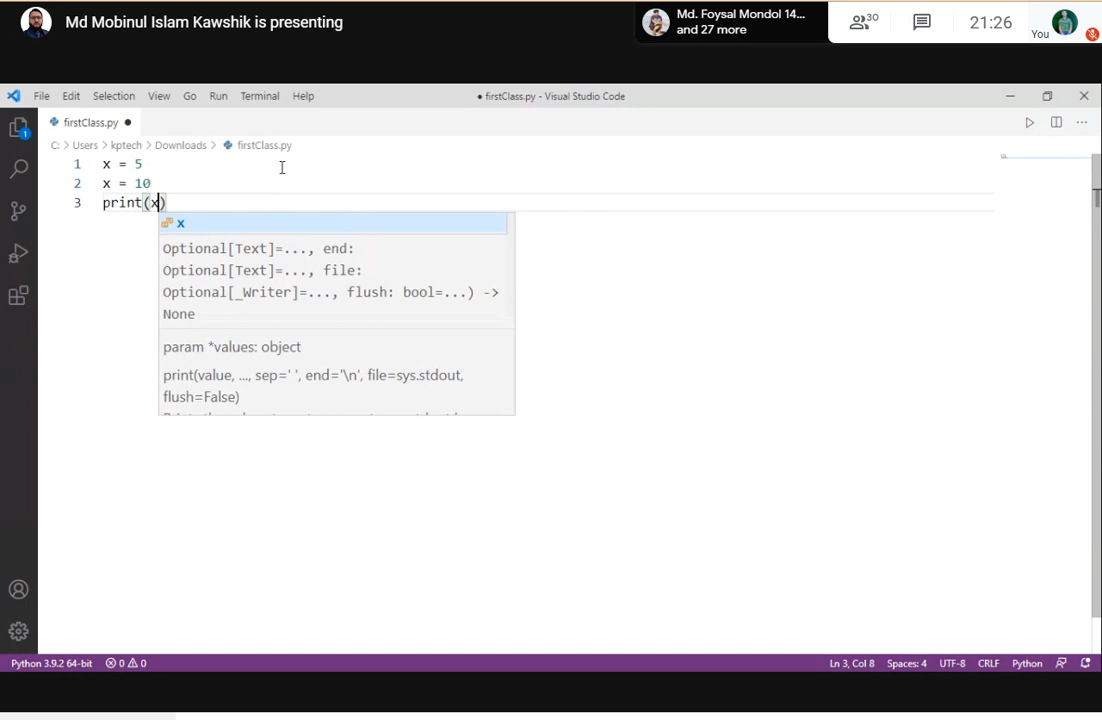 Md Mobinul Islam Kawshik is presenting
Md. Foysal Mondol 14...
and 27 more
30
21:26
You
File Edit Selection View Go Run Terminal Help
● firstClass.py - Visual Studio Code
firstClass.py ●
C: > Users > kptech > Downloads > firstClass.py
1
1 x = 5
2 x = 10
3 print(x)
x
Optional[Text]=..., end:
Optional[Text]=..., file:
Optional[_Writer]=..., flush: bool=...) ->
None
param *values: object
print(value, ..., sep=' ', end='\n', file=sys.stdout,
flush=False)
Python 3.9.2 64-bit 0 0 Ln 3, Col 8 Spaces: 4 UTF-8 CRLF Python